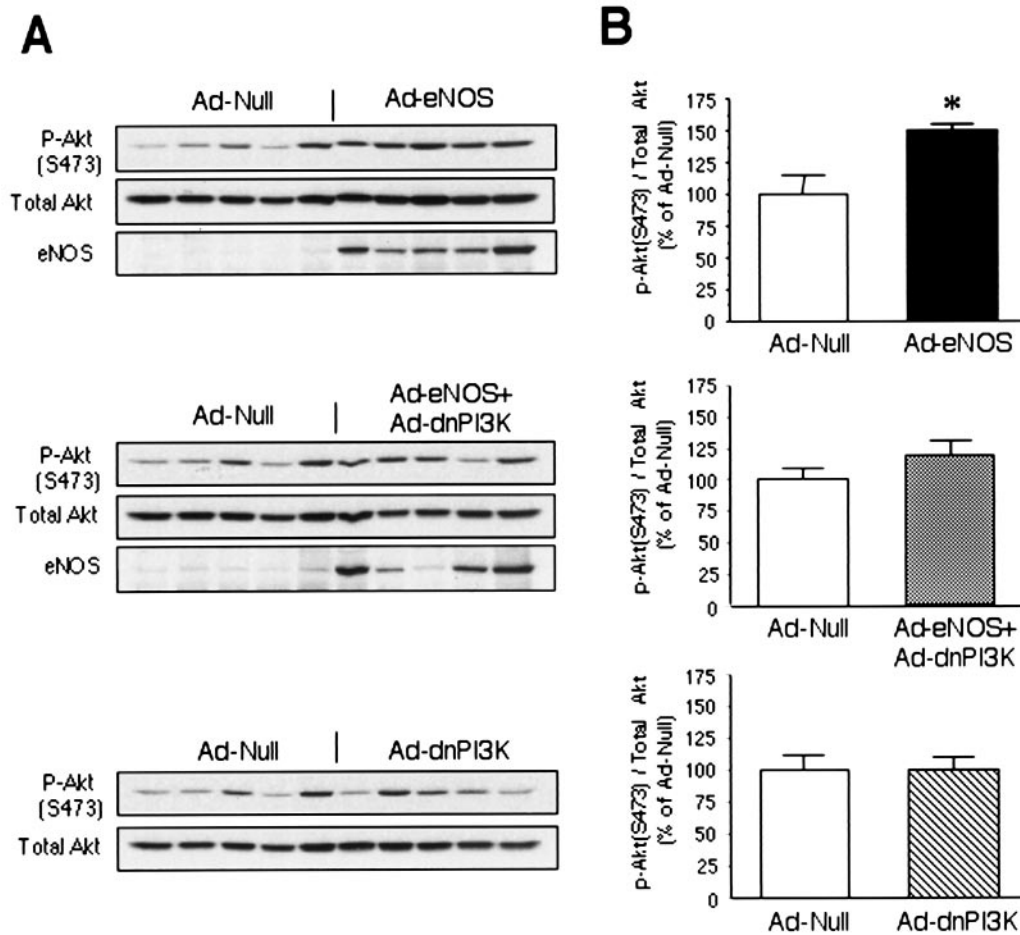 A
Ad-Null | Ad-eNOS
P-Akt
(S473)
Total Akt
eNOS
Ad-Null | Ad-eNOS+
Ad-dnPI3K
P-Akt
(S473)
Total Akt
eNOS
Ad-Null | Ad-dnPI3K
P-Akt
(S473)
Total Akt
B
p-Akt(S473) / Total Akt
(% of Ad-Null)
175
150
125
100
75
50
25
0
*
Ad-Null
Ad-eNOS
p-Akt(S473) / Total Akt
(% of Ad-Null)
175
150
125
100
75
50
25
0
Ad-Null
Ad-eNOS+
Ad-dnPI3K
p-Akt(S473) / Total Akt
(% of Ad-Null)
175
150
125
100
75
50
25
0
Ad-Null
Ad-dnPI3K